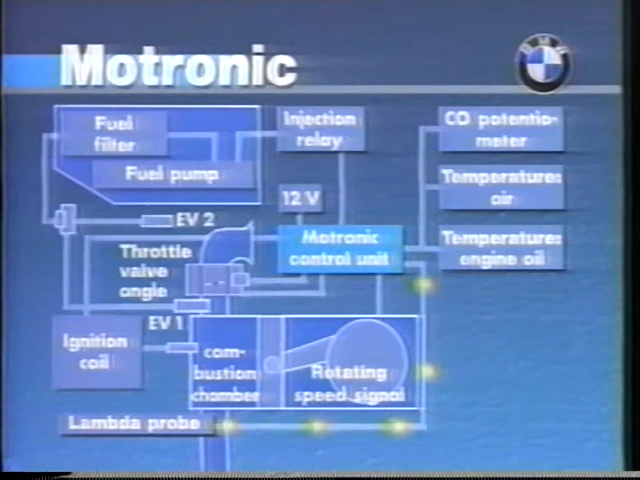 Motronic
BMW
Fuel
filter
Injection
relay
CO potentio-
meter
Fuel pump
Temperature:
air
12 V
EV 2
Motronic
control unit
Temperature:
engine oil
Throttle
valve
angle
EV 1
Ignition
coil
com-
bustion
chamber
Rotating
speed signal
Lambda probe